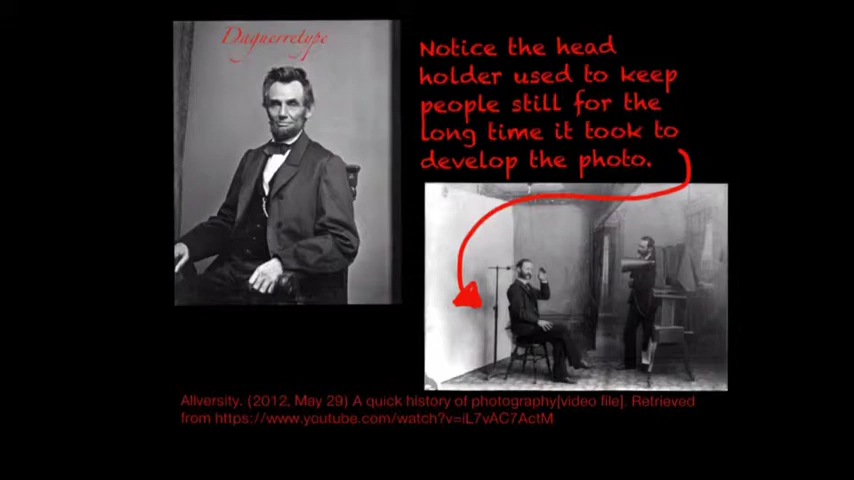 Daguerretype
Notice the head
holder used to keep
people still for the
long time it took to
develop the photo.
Allversity. (2012, May 29) A quick history of photography[video file]. Retrieved
from https://www.youtube.com/watch?v=iL7vAC7ActM